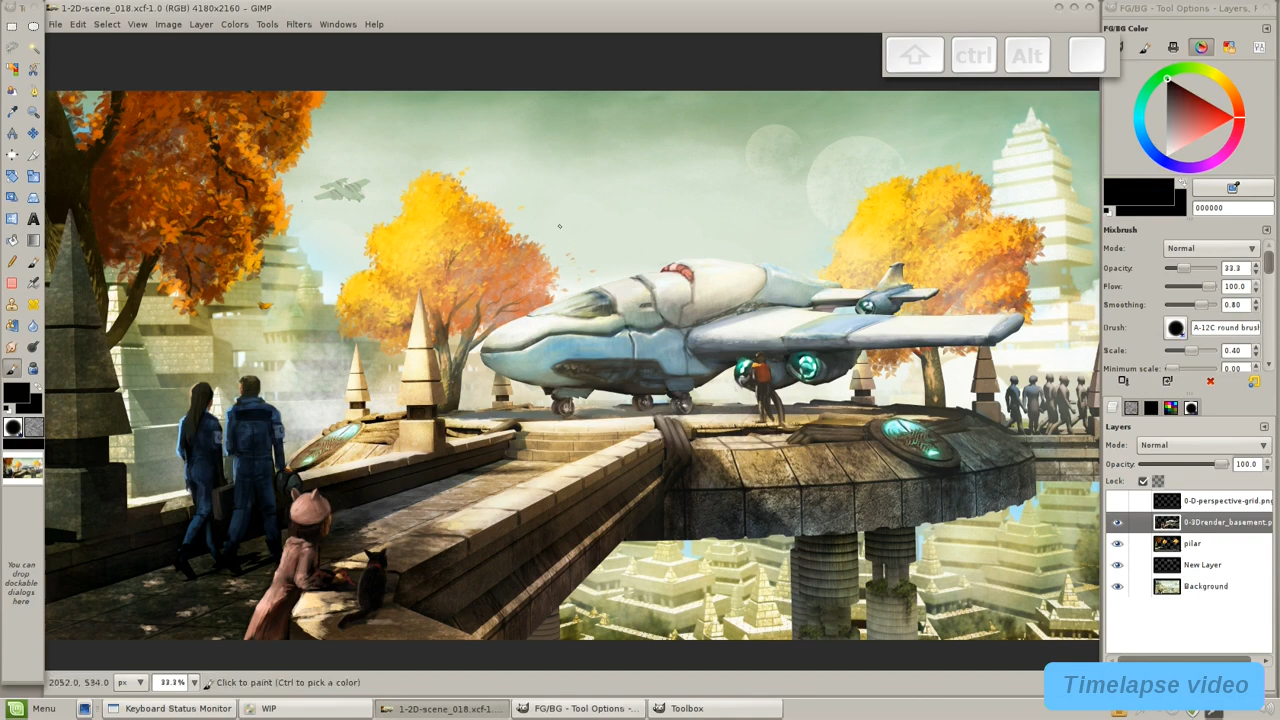 1-2D-scene_018.xcf-1.0 (RGB) 4180x2160 – GIMP
FG/BG - Tool Options - Layers, F
File Edit Select View Image Layer Colors Tools Filters Windows Help
FG/BG Color
ctrl Alt
000000
Mixbrush
Mode: Normal
Opacity: 33.3
Flow: 100.0
Smoothing: 0.80
Brush: A-12C round brush
Scale: 0.40
Minimum scale: 0.00
Layers
Mode: Normal
Opacity: 100.0
Lock:
0-D-perspective-grid.png
0-3Drender_basement.p
pilar
New Layer
Background
You can
drop
dockable
dialogs
here
2052.0, 534.0 px 33.3% Click to paint (Ctrl to pick a color)
Timelapse video
Menu Keyboard Status Monitor WIP 1-2D-scene_018.xcf-1.... FG/BG - Tool Options -... Toolbox